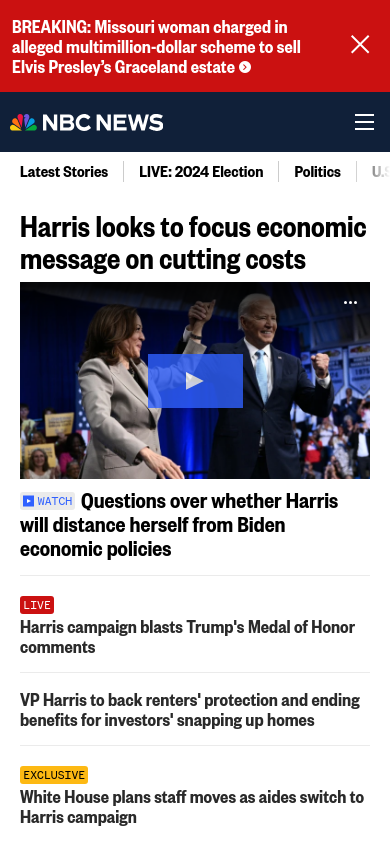 BREAKING: Missouri woman charged in
alleged multimillion-dollar scheme to sell
Elvis Presley’s Graceland estate
NBC NEWS
Latest Stories LIVE: 2024 Election Politics U.S
Harris looks to focus economic
message on cutting costs
WATCH Questions over whether Harris
will distance herself from Biden
economic policies
LIVE
Harris campaign blasts Trump's Medal of Honor
comments
VP Harris to back renters' protection and ending
benefits for investors' snapping up homes
EXCLUSIVE
White House plans staff moves as aides switch to
Harris campaign